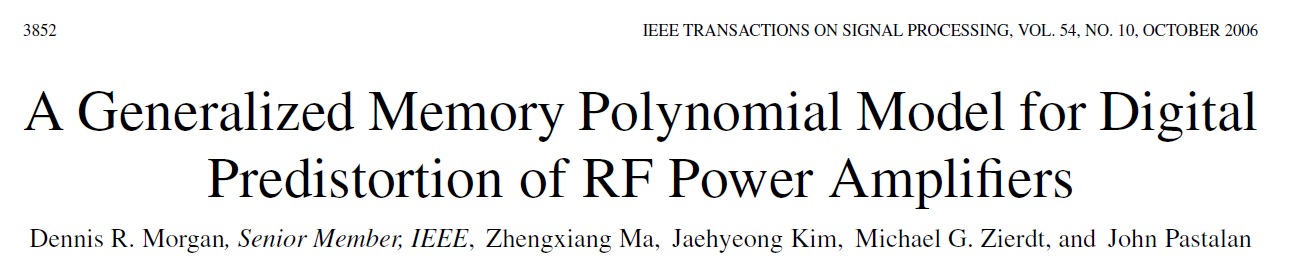 3852 IEEE TRANSACTIONS ON SIGNAL PROCESSING, VOL. 54, NO. 10, OCTOBER 2006
A Generalized Memory Polynomial Model for Digital
Predistortion of RF Power Amplifiers
Dennis R. Morgan, Senior Member, IEEE, Zhengxiang Ma, Jaehyeong Kim, Michael G. Zierdt, and John Pastalan